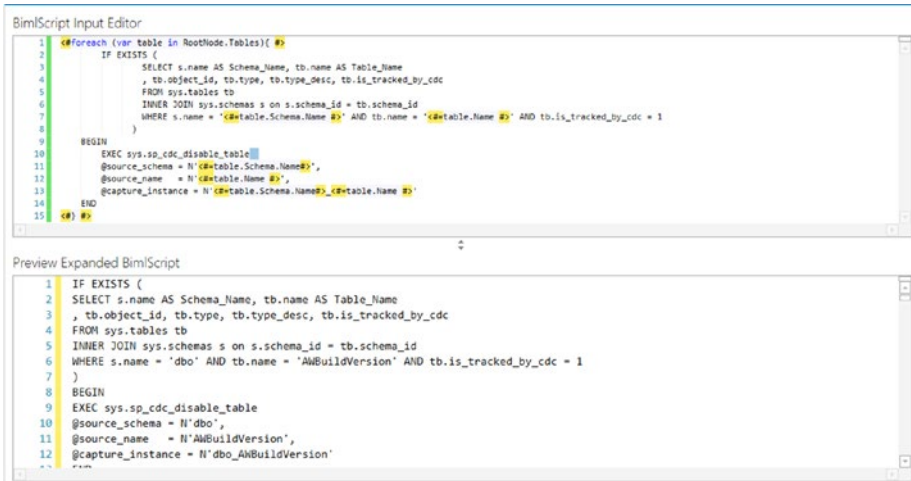 BimlScript Input Editor
1 <#foreach (var table in RootNode.Tables){ #>
2 IF EXISTS (
3 SELECT s.name AS Schema_Name, tb.name AS Table_Name
4 , tb.object_id, tb.type, tb.type_desc, tb.is_tracked_by_cdc
5 FROM sys.tables tb
6 INNER JOIN sys.schemas s on s.schema_id = tb.schema_id
7 WHERE s.name = '<#=table.Schema.Name #>' AND tb.name = '<#=table.Name #>' AND tb.is_tracked_by_cdc = 1
8 )
9 BEGIN
10 EXEC sys.sp_cdc_disable_table
11 @source_schema = N'<#=table.Schema.Name#>',
12 @source_name = N'<#=table.Name #>',
13 @capture_instance = N'<#=table.Schema.Name#>_<#=table.Name #>'
14 END
15 <#} #>
Preview Expanded BimlScript
1 IF EXISTS (
2 SELECT s.name AS Schema_Name, tb.name AS Table_Name
3 , tb.object_id, tb.type, tb.type_desc, tb.is_tracked_by_cdc
4 FROM sys.tables tb
5 INNER JOIN sys.schemas s on s.schema_id = tb.schema_id
6 WHERE s.name = 'dbo' AND tb.name = 'AWBuildVersion' AND tb.is_tracked_by_cdc = 1
7 )
8 BEGIN
9 EXEC sys.sp_cdc_disable_table
10 @source_schema = N'dbo',
11 @source_name = N'AWBuildVersion',
12 @capture_instance = N'dbo_AWBuildVersion'